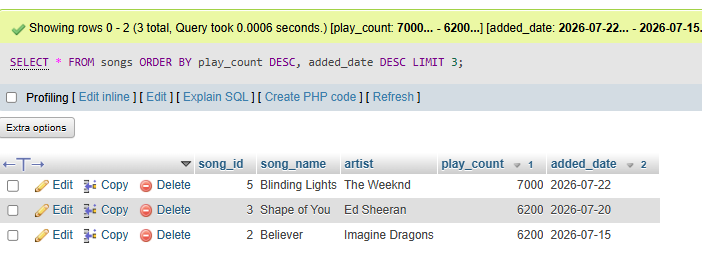 Showing rows 0 - 2 (3 total, Query took 0.0006 seconds.) [play_count: 7000... - 6200...] [added_date: 2026-07-22... - 2026-07-15.
SELECT * FROM songs ORDER BY play_count DESC, added_date DESC LIMIT 3;
Profiling [ Edit inline ] [ Edit ] [ Explain SQL ] [ Create PHP code ] [ Refresh ]
Extra options
←T→ song_id song_name artist play_count 1 added_date 2
Edit Copy Delete 5 Blinding Lights The Weeknd 7000 2026-07-22
Edit Copy Delete 3 Shape of You Ed Sheeran 6200 2026-07-20
Edit Copy Delete 2 Believer Imagine Dragons 6200 2026-07-15